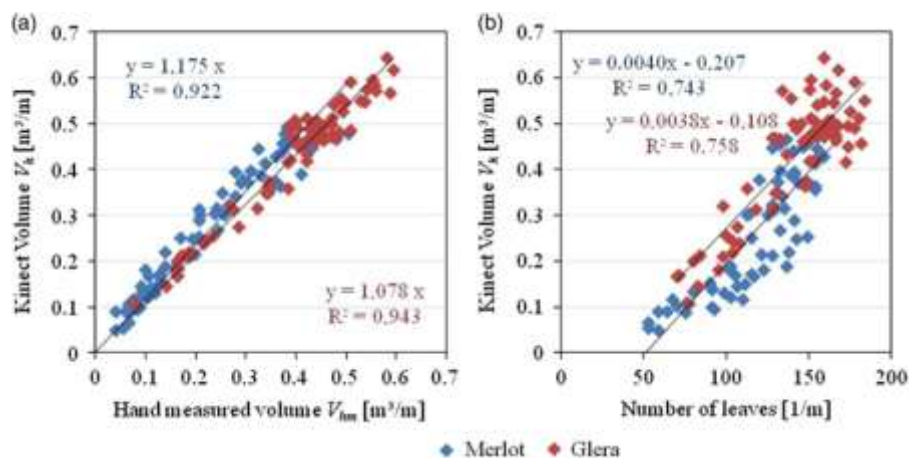 (a)
0.7
0.6
0.5
0.4
0.3
0.2
0.1
0
Kinect Volume Vk [m³/m]
y = 1.175 x
R² = 0.922
y = 1.078 x
R² = 0.943
0 0.1 0.2 0.3 0.4 0.5 0.6 0.7
Hand measured volume Vhm [m³/m]
(b)
0.7
0.6
0.5
0.4
0.3
0.2
0.1
0
Kinect Volume Vk [m³/m]
y = 0.0040x - 0.207
R² = 0.743
y = 0.0038x - 0.108
R² = 0.758
0 50 100 150 200
Number of leaves [1/m]
Merlot Glera